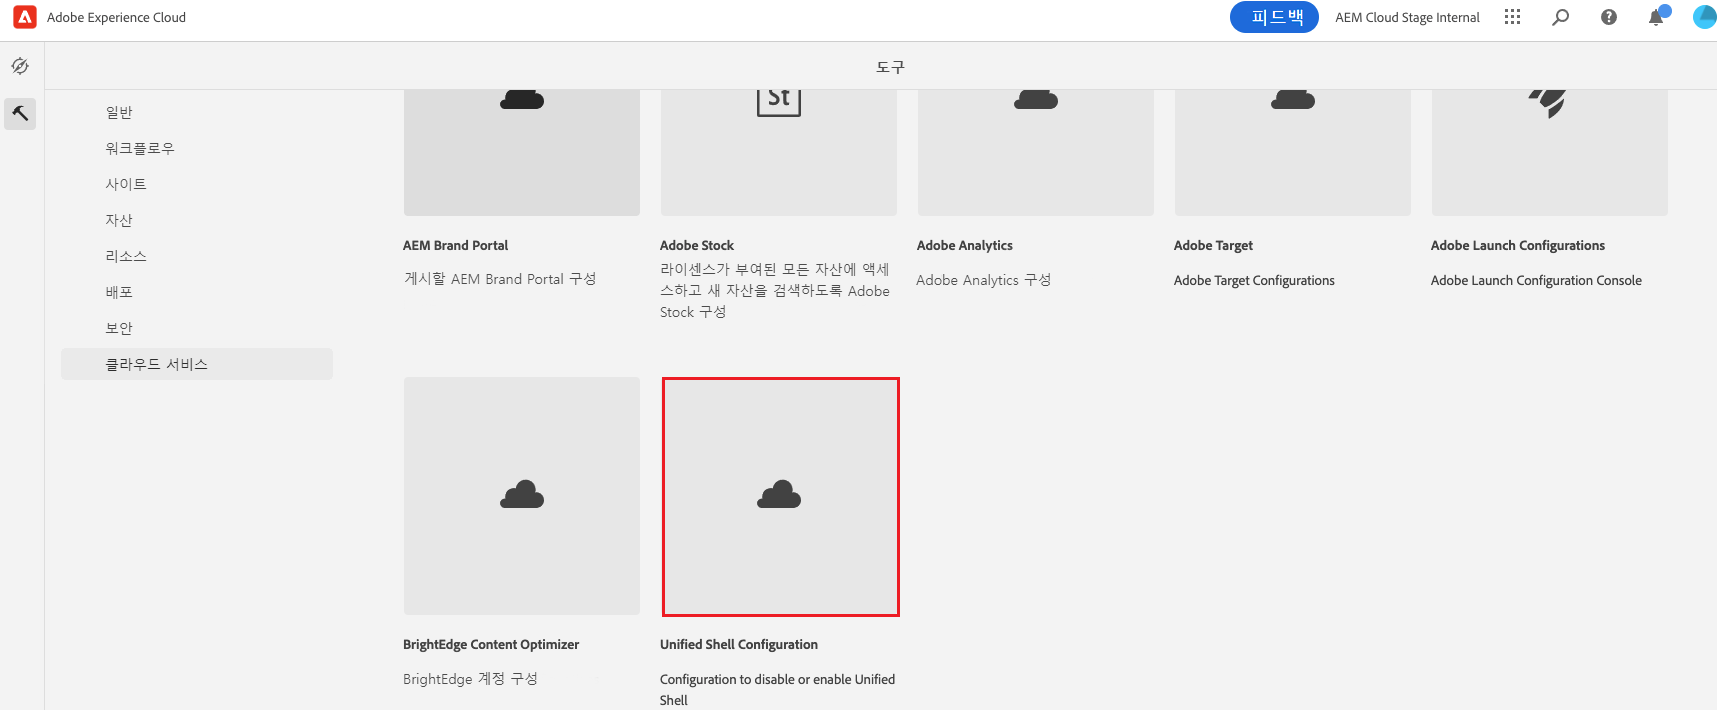 Adobe Experience Cloud
피드백
AEM Cloud Stage Internal
도구
일반
워크플로우
사이트
자산
리소스
배포
보안
클라우드 서비스
St
AEM Brand Portal
게시할 AEM Brand Portal 구성
Adobe Stock
라이센스가 부여된 모든 자산에 액세
스하고 새 자산을 검색하도록 Adobe
Stock 구성
Adobe Analytics
Adobe Analytics 구성
Adobe Target
Adobe Target Configurations
Adobe Launch Configurations
Adobe Launch Configuration Console
BrightEdge Content Optimizer
BrightEdge 계정 구성
Unified Shell Configuration
Configuration to disable or enable Unified
Shell